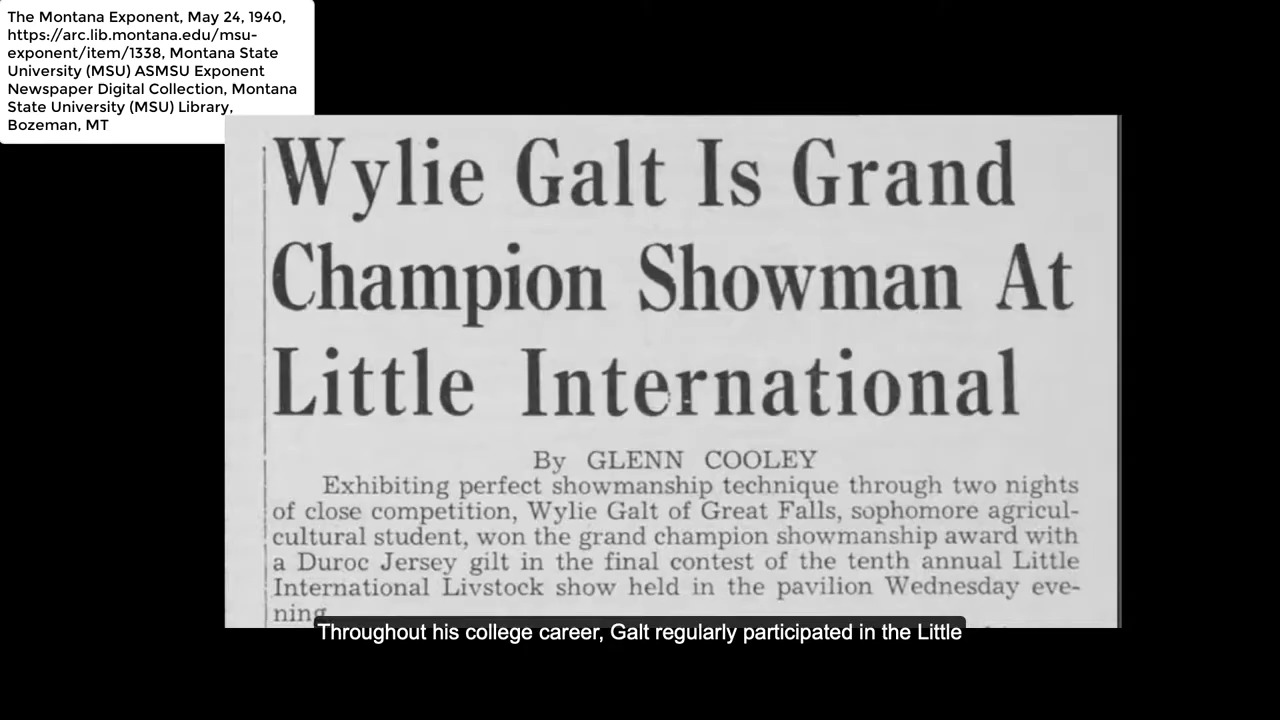 The Montana Exponent, May 24, 1940,
https://arc.lib.montana.edu/msu-
exponent/item/1338, Montana State
University (MSU) ASMSU Exponent
Newspaper Digital Collection, Montana
State University (MSU) Library,
Bozeman, MT
Wylie Galt Is Grand
Champion Showman At
Little International
By GLENN COOLEY
Exhibiting perfect showmanship technique through two nights
of close competition, Wylie Galt of Great Falls, sophomore agricul-
cultural student, won the grand champion showmanship award with
a Duroc Jersey gilt in the final contest of the tenth annual Little
International Livstock show held in the pavilion Wednesday eve-
ning.
Throughout his college career, Galt regularly participated in the Little